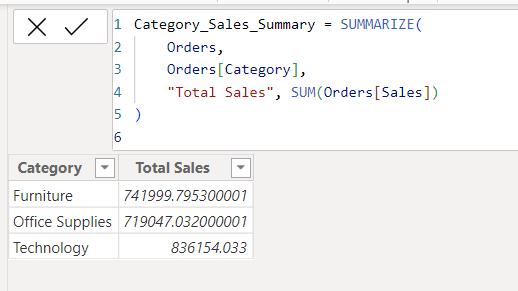 1 Category_Sales_Summary = SUMMARIZE(
2 Orders,
3 Orders[Category],
4 "Total Sales", SUM(Orders[Sales])
5 )
6
Category Total Sales
Furniture 741999.795300001
Office Supplies 719047.032000001
Technology 836154.033